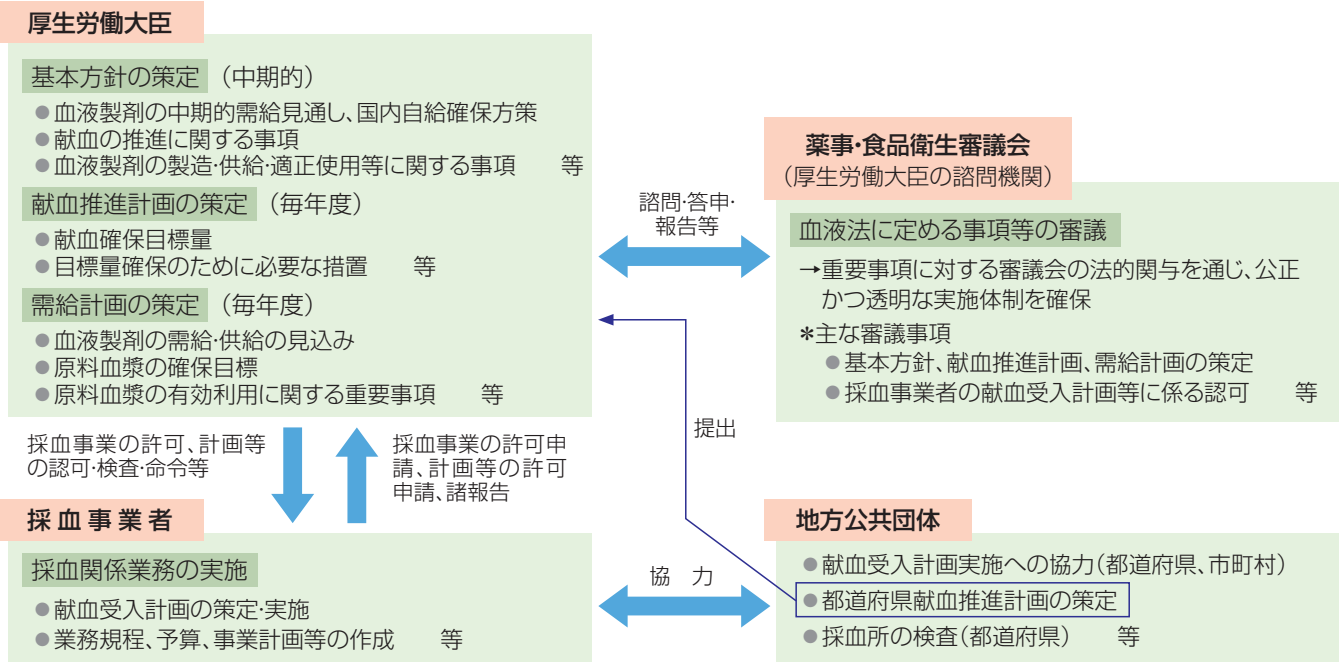 厚生労働大臣
基本方針の策定（中期的）
●血液製剤の中期的需給見通し、国内自給確保方策
●献血の推進に関する事項
●血液製剤の製造・供給・適正使用等に関する事項　等
献血推進計画の策定（毎年度）
●献血確保目標量
●目標量確保のために必要な措置　等
需給計画の策定（毎年度）
●血液製剤の需給・供給の見込み
●原料血漿の確保目標
●原料血漿の有効利用に関する重要事項　等
諮問・答申・
報告等
薬事・食品衛生審議会
（厚生労働大臣の諮問機関）
血液法に定める事項等の審議
→重要事項に対する審議会の法的関与を通じ、公正
かつ透明な実施体制を確保
＊主な審議事項
●基本方針、献血推進計画、需給計画の策定
●採血事業者の献血受入計画等に係る認可　等
採血事業の許可、計画等
の認可・検査・命令等
採血事業の許可申
請、計画等の許可
申請、諸報告
提出
採血事業者
採血関係業務の実施
●献血受入計画の策定・実施
●業務規程、予算、事業計画等の作成　等
協　力
地方公共団体
●献血受入計画実施への協力（都道府県、市町村）
●都道府県献血推進計画の策定
●採血所の検査（都道府県）　等